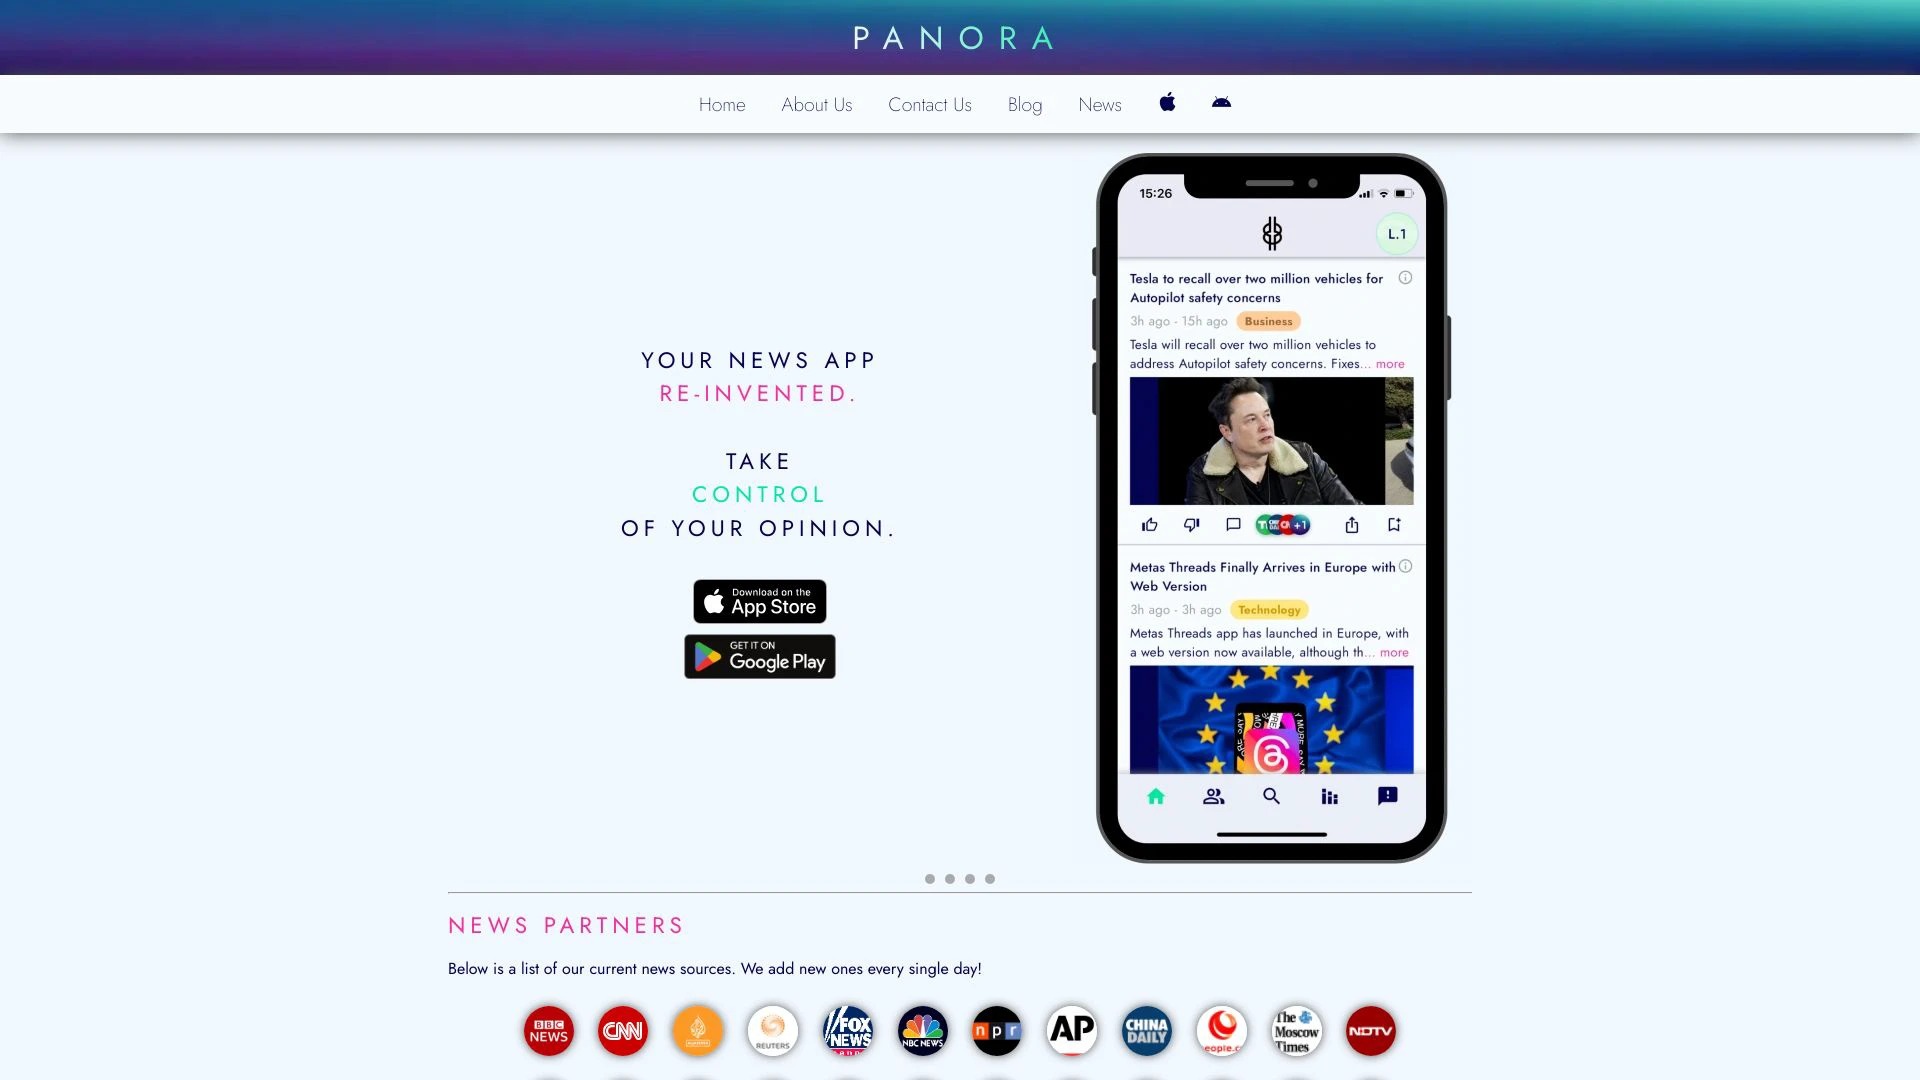 PANORA
Home About Us Contact Us Blog News
YOUR NEWS APP
RE-INVENTED.
TAKE
CONTROL
OF YOUR OPINION.
Download on the
App Store
GET IT ON
Google Play
15:26
L.1
Tesla to recall over two million vehicles for
Autopilot safety concerns
3h ago - 15h ago Business
Tesla will recall over two million vehicles to
address Autopilot safety concerns. Fixes... more
+1
Metas Threads Finally Arrives in Europe with
Web Version
3h ago - 3h ago Technology
Metas Threads app has launched in Europe, with
a web version now available, although th... more
NEWS PARTNERS
Below is a list of our current news sources. We add new ones every single day!
BBC
NEWS
CNN
REUTERS
FOX
NEWS
NBC NEWS
npr
AP
CHINA
DAILY
eople.c
The
Moscow
Times
NDTV